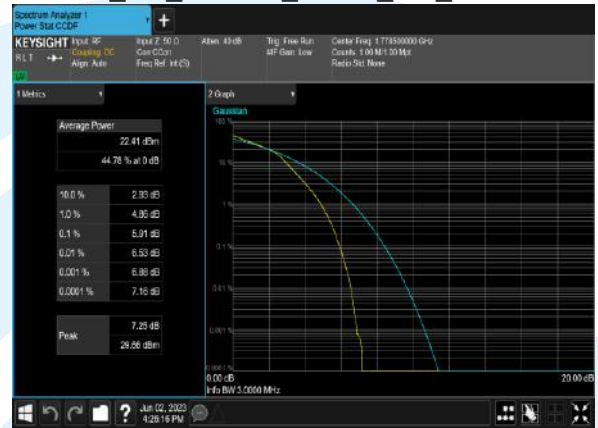 Spectrum Analyzer 1
Power Stat CCDF
+
KEYSIGHT Input: RF
Coupling: DC
Align: Auto
RLT
Input Z: 50 Ω
Corr CCorr
Freq Ref: Int (S)
Atten: 40 dB
Trig: Free Run
#IF Gain: Low
Center Freq: 1.778500000 GHz
Counts: 1.00 M/1.00 Mpt
Radio Std: None
1 Metrics
Average Power
22.41 dBm
44.78 % at 0 dB
10.0 % 2.93 dB
1.0 % 4.86 dB
0.1 % 5.91 dB
0.01 % 6.53 dB
0.001 % 6.88 dB
0.0001 % 7.16 dB
Peak
7.25 dB
29.66 dBm
2 Graph
Gaussian
100 %
10 %
1 %
0.1 %
0.01 %
0.001 %
0.0001 %
0.00 dB
20.00 dB
Info BW 3.0000 MHz
?
Jun 02, 2023
4:26:16 PM